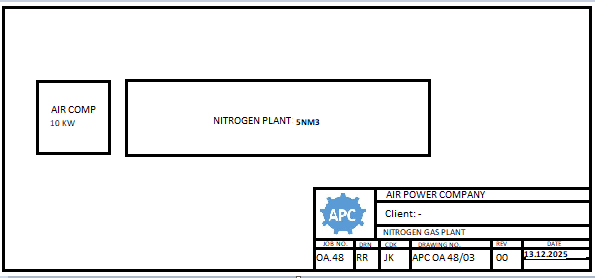 AIR COMP
10 KW
NITROGEN PLANT 5NM3
APC
AIR POWER COMPANY
Client: -
NITROGEN GAS PLANT
JOB NO. DRN CDK DRAWING NO. REV DATE
OA.48 RR JK APC OA 48/03 00 13.12.2025